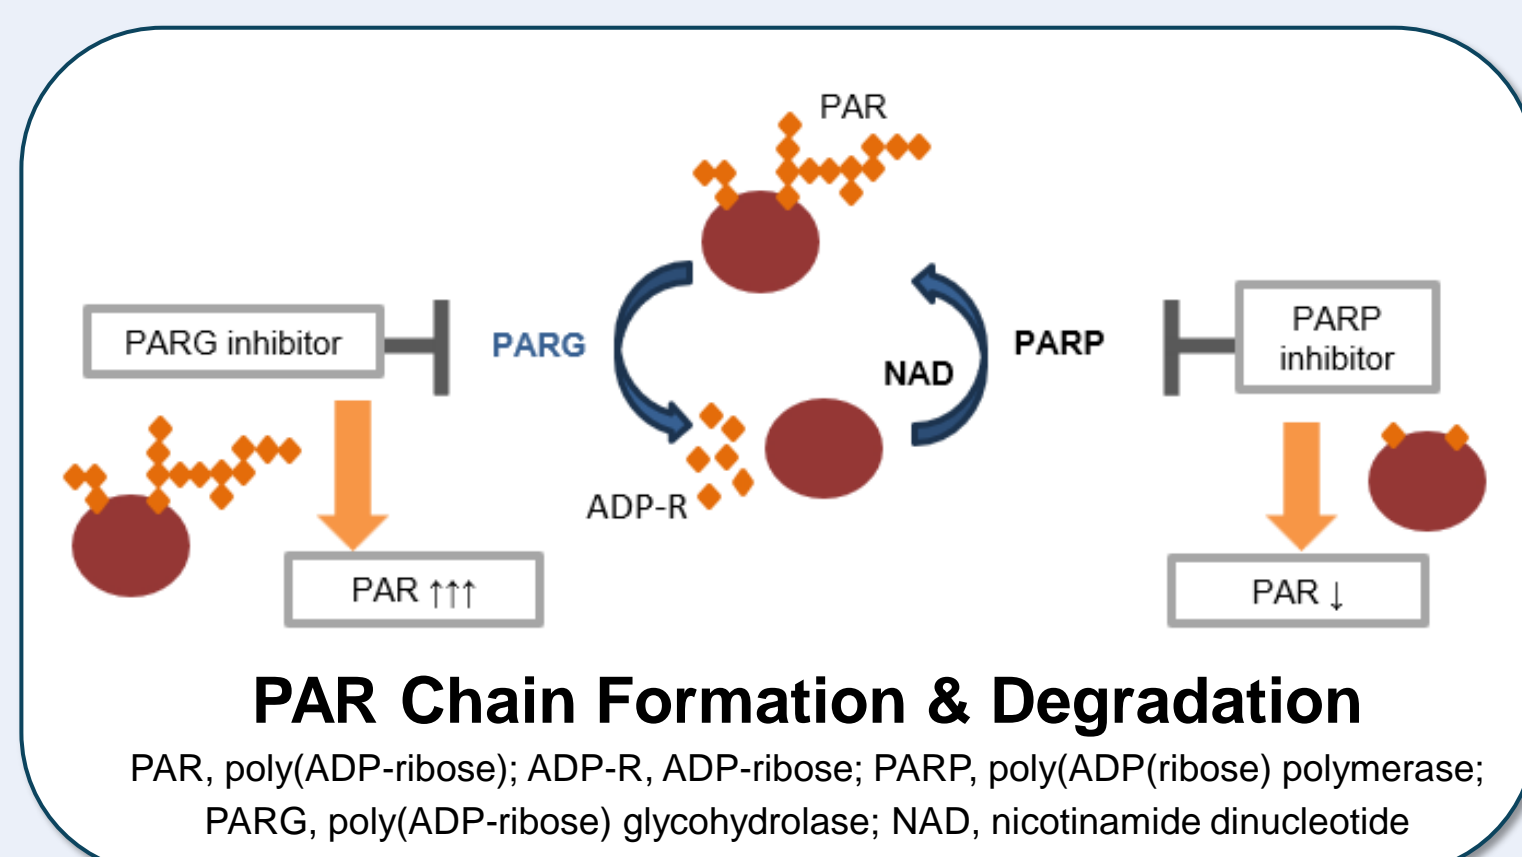 PAR
PARG inhibitor
PARG
NAD
PARP
PARP
inhibitor
ADP-R
PAR ↑↑↑
PAR ↓
PAR Chain Formation & Degradation
PAR, poly(ADP-ribose); ADP-R, ADP-ribose; PARP, poly(ADP(ribose) polymerase;
PARG, poly(ADP-ribose) glycohydrolase; NAD, nicotinamide dinucleotide